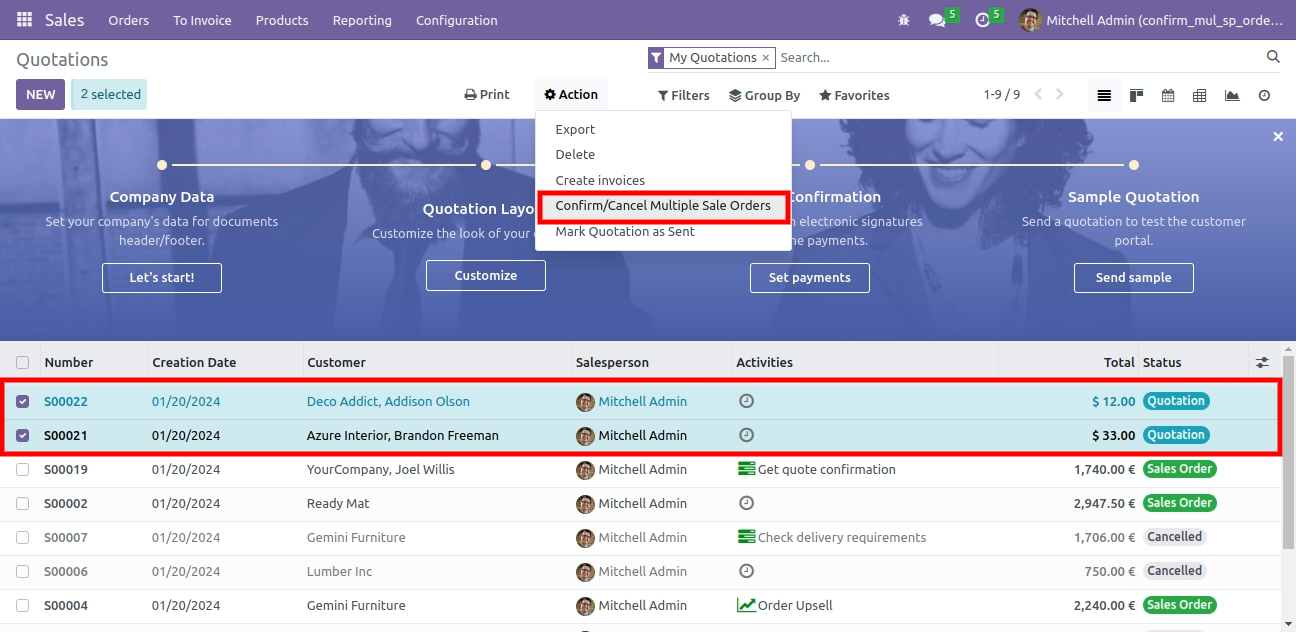 Sales Orders To Invoice Products Reporting Configuration 5 5 Mitchell Admin (confirm_mul_sp_orde...
Quotations My Quotations × Search...
NEW 2 selected Print Action Filters Group By Favorites 1-9 / 9
Export
Delete
Create invoices
Confirm/Cancel Multiple Sale Orders
Mark Quotation as Sent
Company Data
Set your company's data for documents
header/footer.
Let's start!
Quotation Layo
Customize the look of your
Customize
onfirmation
electronic signatures
ne payments.
Set payments
Sample Quotation
Send a quotation to test the customer
portal.
Send sample
Number Creation Date Customer Salesperson Activities Total Status
S00022 01/20/2024 Deco Addict, Addison Olson Mitchell Admin $ 12.00 Quotation
S00021 01/20/2024 Azure Interior, Brandon Freeman Mitchell Admin $ 33.00 Quotation
S00019 01/20/2024 YourCompany, Joel Willis Mitchell Admin Get quote confirmation 1,740.00 € Sales Order
S00002 01/20/2024 Ready Mat Mitchell Admin 2,947.50 € Sales Order
S00007 01/20/2024 Gemini Furniture Mitchell Admin Check delivery requirements 1,706.00 € Cancelled
S00006 01/20/2024 Lumber Inc Mitchell Admin 750.00 € Cancelled
S00004 01/20/2024 Gemini Furniture Mitchell Admin Order Upsell 2,240.00 € Sales Order